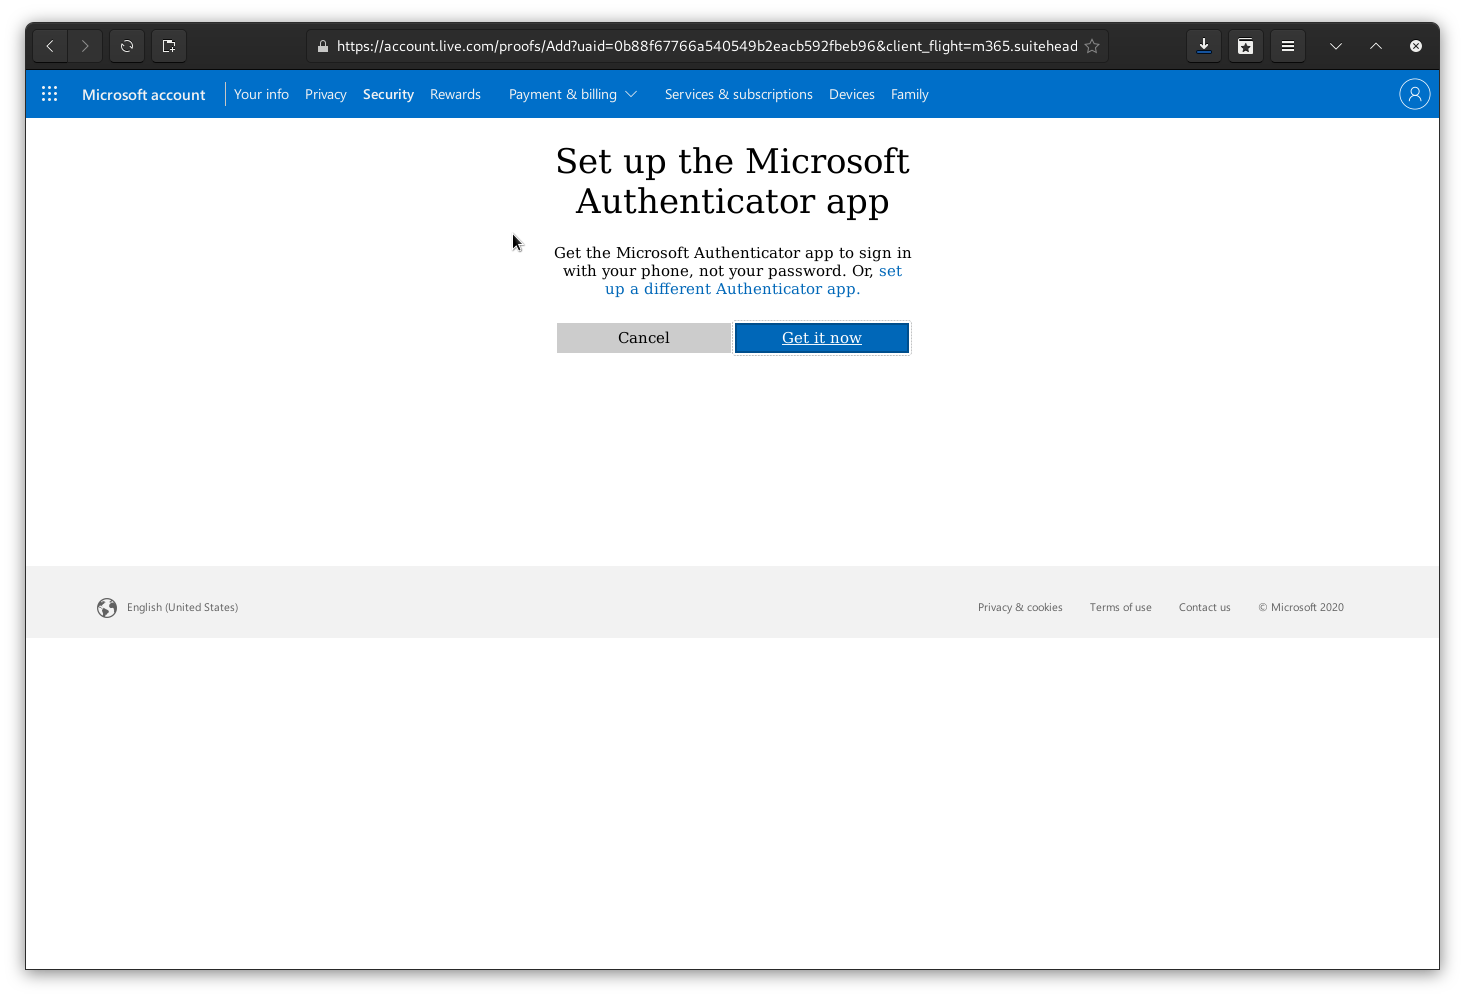 https://account.live.com/proofs/Add?uaid=0b88f67766a540549b2eacb592fbeb96&client_flight=m365.suitehead
Microsoft account Your info Privacy Security Rewards Payment & billing Services & subscriptions Devices Family
Set up the Microsoft
Authenticator app
Get the Microsoft Authenticator app to sign in
with your phone, not your password. Or, set
up a different Authenticator app.
Cancel Get it now
English (United States) Privacy & cookies Terms of use Contact us © Microsoft 2020